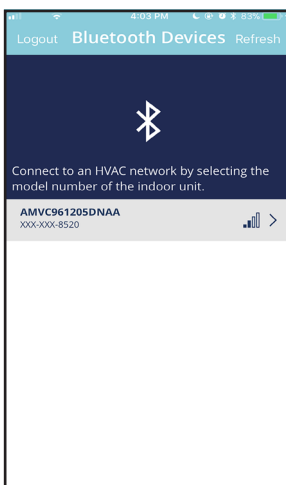 4:03 PM 83%
Logout Bluetooth Devices Refresh
Connect to an HVAC network by selecting the
model number of the indoor unit.
AMVC961205DNAA
XXX-XXX-8520